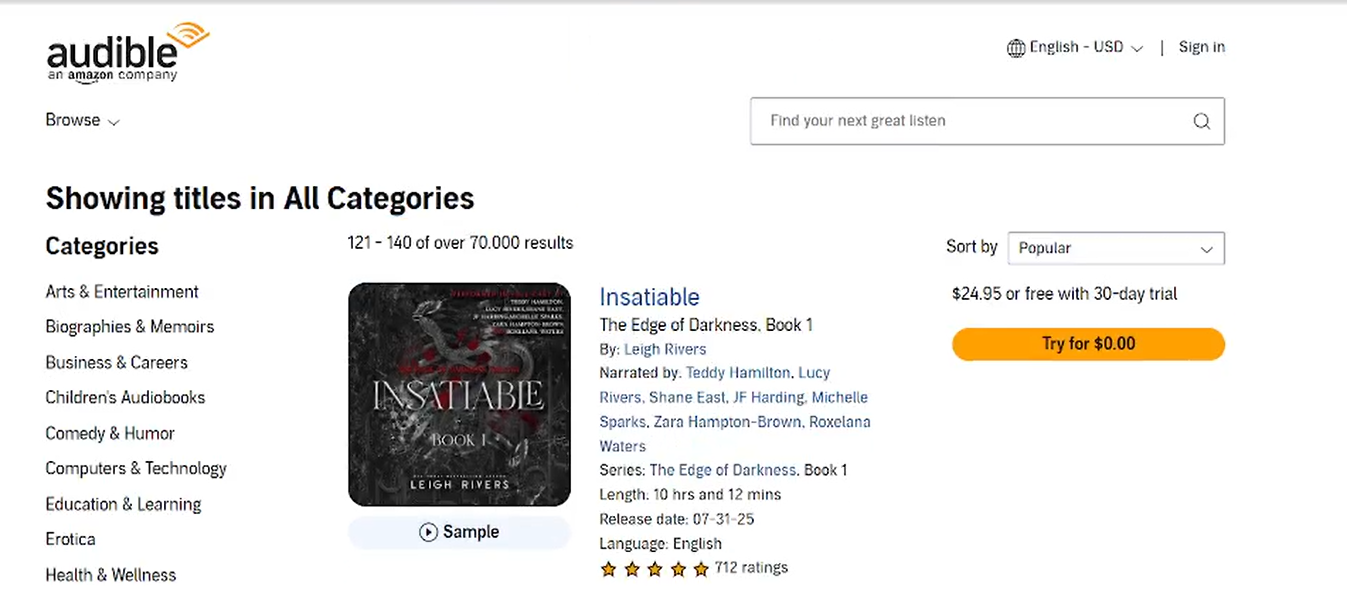 audible
an amazon company
English - USD | Sign in
Browse
Find your next great listen
Showing titles in All Categories
Categories
121 - 140 of over 70.000 results
Sort by Popular
Arts & Entertainment
Biographies & Memoirs
Business & Careers
Children's Audiobooks
Comedy & Humor
Computers & Technology
Education & Learning
Erotica
Health & Wellness
TEDDY HAMILTON,
LUCY RIVERS, SHANE EAST,
JF HARDING, MICHELLE SPARKS,
ZARA HAMPTON-BROWN,
ROXELANA WATERS
INSATIABLE
BOOK 1
LEIGH RIVERS
Sample
Insatiable
The Edge of Darkness. Book 1
By: Leigh Rivers
Narrated by. Teddy Hamilton. Lucy
Rivers. Shane East. JF Harding. Michelle
Sparks. Zara Hampton-Brown. Roxelana
Waters
Series: The Edge of Darkness. Book 1
Length: 10 hrs and 12 mins
Release date: 07-31-25
Language: English
712 ratings
$24.95 or free with 30-day trial
Try for $0.00